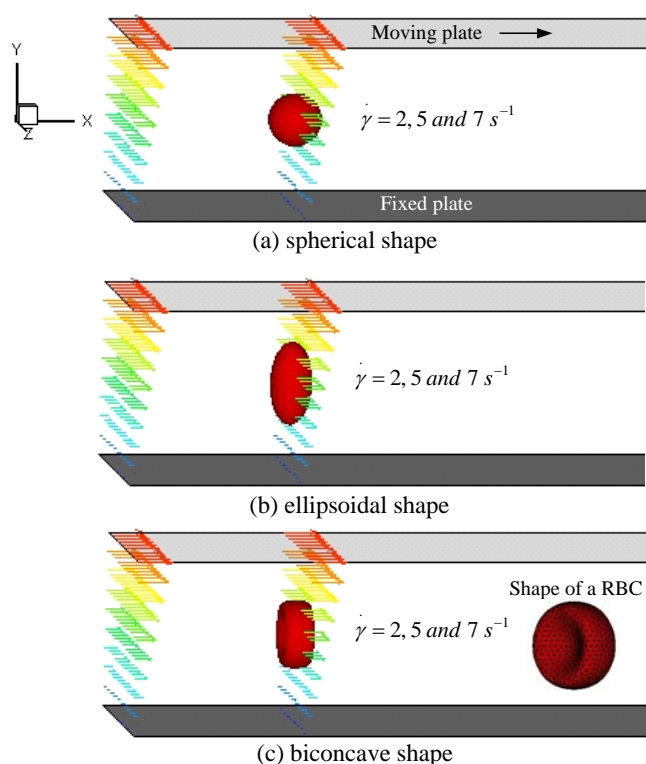 Moving plate
Y
X
Z
γ̇ = 2, 5 and 7 s⁻¹
Fixed plate
(a) spherical shape
γ̇ = 2, 5 and 7 s⁻¹
(b) ellipsoidal shape
Shape of a RBC
γ̇ = 2, 5 and 7 s⁻¹
(c) biconcave shape